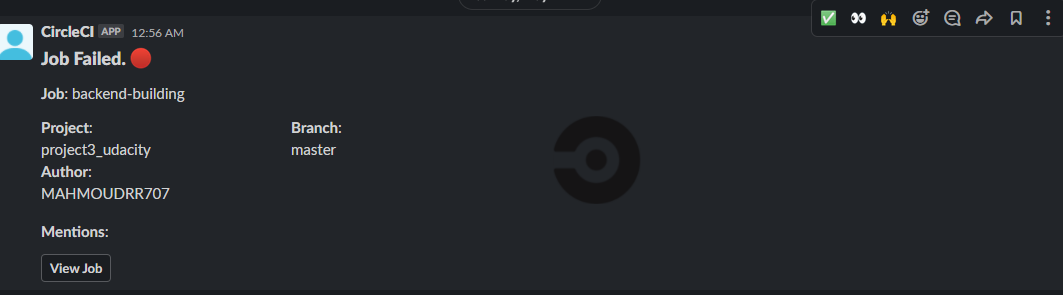 CircleCI APP 12:56 AM
Job Failed.
Job: backend-building
Project: Branch:
project3_udacity master
Author:
MAHMOUDRR707
Mentions:
View Job